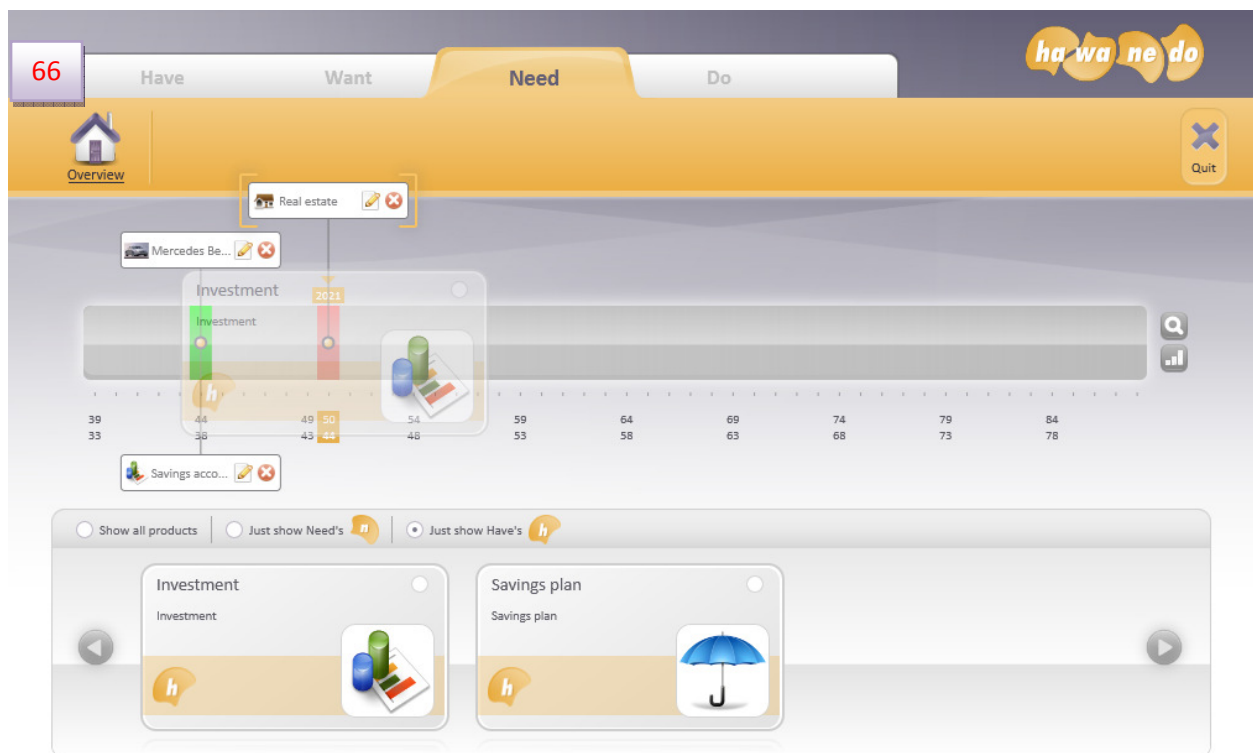 66
Have Want Need Do
ha wa ne do
Overview
Quit
Real estate
Mercedes Be...
Investment
2021
Investment
h
39 44 49 50 54 59 64 69 74 79 84
33 38 43 44 48 53 58 63 68 73 78
Savings acco...
Show all products Just show Need's n Just show Have's h
Investment
Investment
h
Savings plan
Savings plan
h